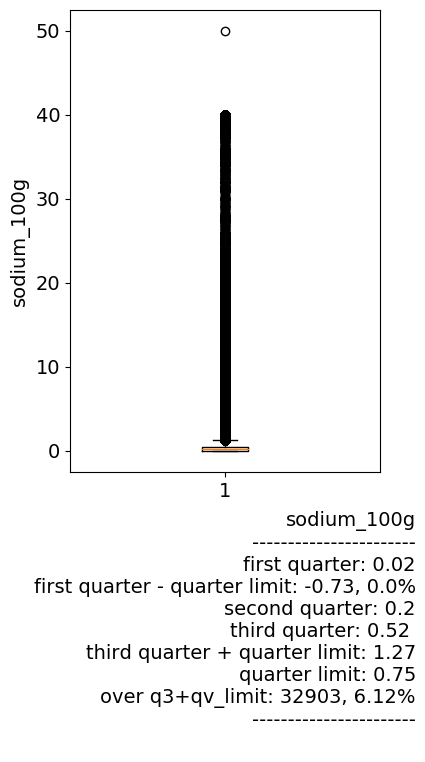 50
40
30
20
10
0
sodium_100g
1
sodium_100g
-----------------------
first quarter: 0.02
first quarter - quarter limit: -0.73, 0.0%
second quarter: 0.2
third quarter: 0.52
third quarter + quarter limit: 1.27
quarter limit: 0.75
over q3+qv_limit: 32903, 6.12%
-----------------------